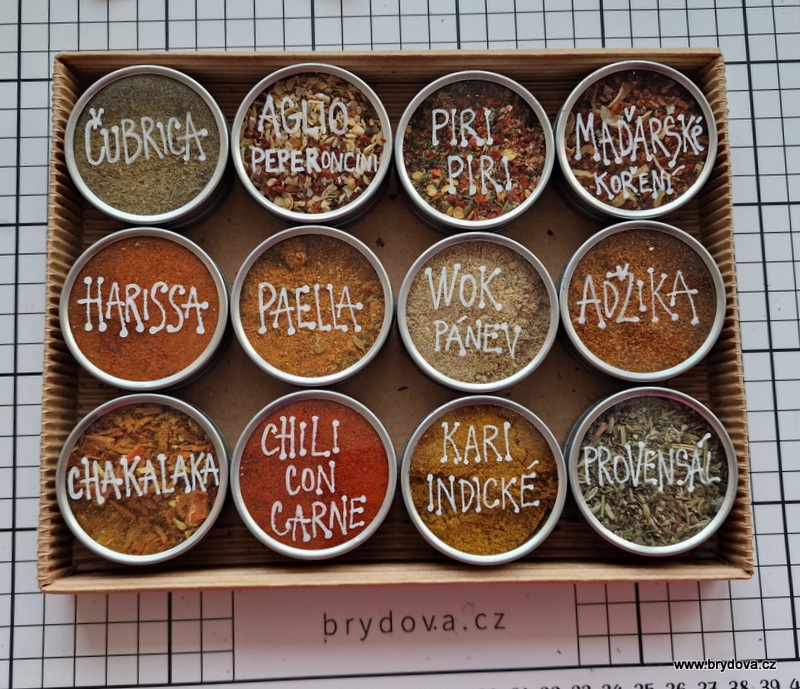 ČUBRICA
AGLIO
PEPERONCINI
PIRI
PIRI
MAĎARSKÉ
KOŘENÍ
HARISSA
PAELLA
WOK
PÁNEV
ADŽIKA
CHAKALAKA
CHILI
CON
CARNE
KARI
INDICKÉ
PROVENSÁL
brydova.cz
www.brydova.cz